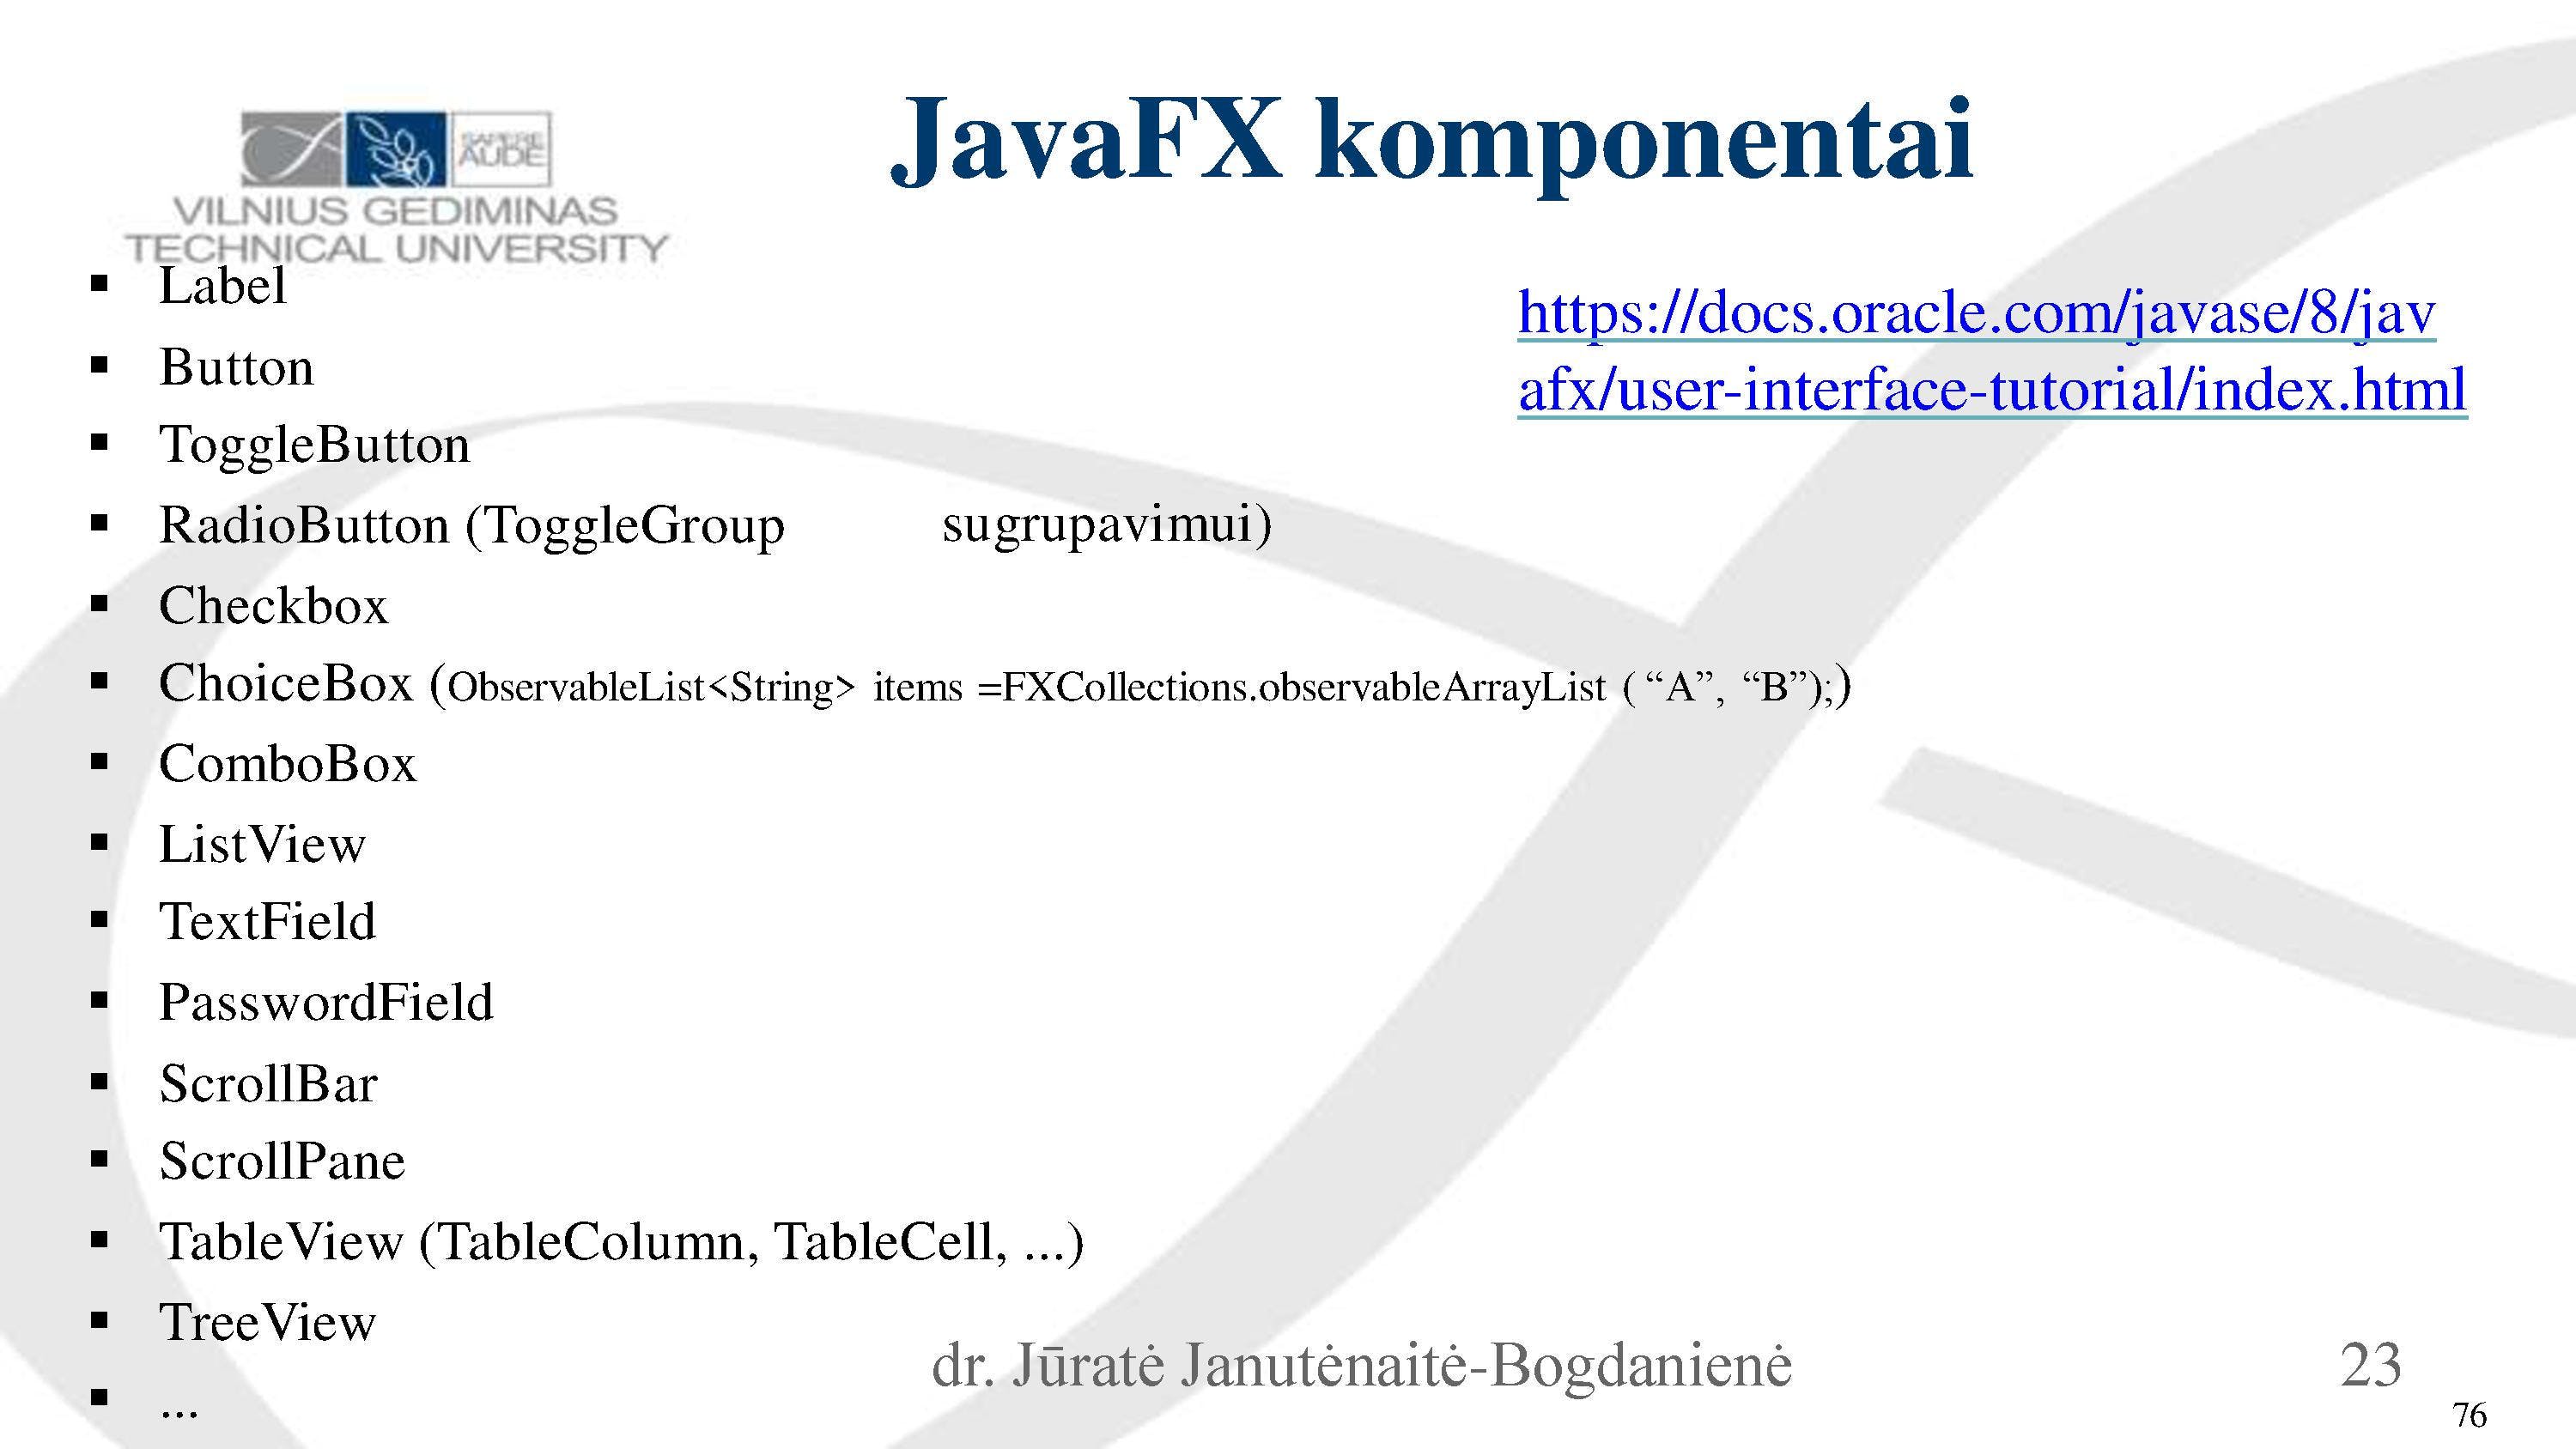 JavaFX komponentai
SAPERE
AUDE
VILNIUS GEDIMINAS
TECHNICAL UNIVERSITY
▪ Label
▪ Button
▪ ToggleButton
▪ RadioButton (ToggleGroup sugrupavimui)
▪ Checkbox
▪ ChoiceBox (ObservableList<String> items =FXCollections.observableArrayList ( “A”, “B”);)
▪ ComboBox
▪ ListView
▪ TextField
▪ PasswordField
▪ ScrollBar
▪ ScrollPane
▪ TableView (TableColumn, TableCell, ...)
▪ TreeView
▪ ...
https://docs.oracle.com/javase/8/jav
afx/user-interface-tutorial/index.html
dr. Jūratė Janutėnaitė-Bogdanienė
23
76